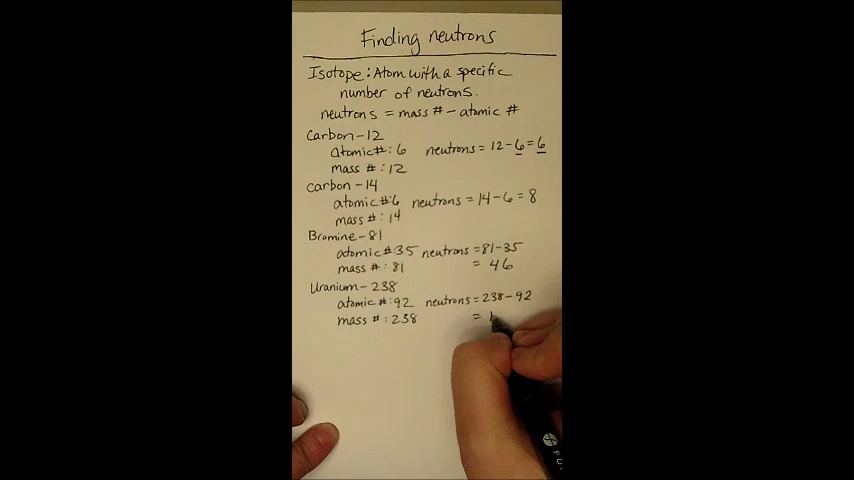 Finding neutrons
Isotope: Atom with a specific
number of neutrons.
neutrons = mass # - atomic #
Carbon-12
atomic #: 6 neutrons = 12-6 = 6
mass #: 12
Carbon-14
atomic #: 6 neutrons = 14-6 = 8
mass #: 14
Bromine-81
atomic #: 35 neutrons = 81-35
mass #: 81 = 46
Uranium-238
atomic #: 92 neutrons = 238-92
mass #: 238 = 1